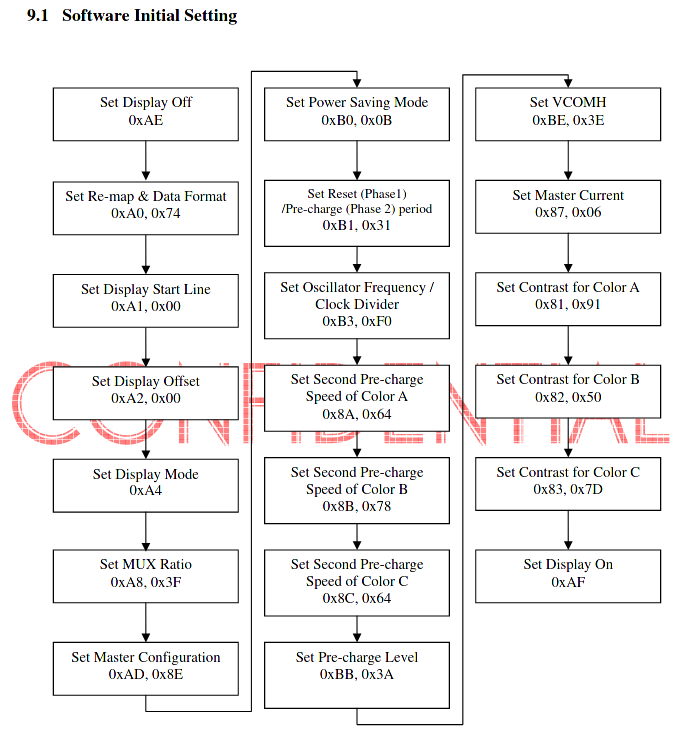 9.1 Software Initial Setting
Set Display Off
0xAE
Set Re-map & Data Format
0xA0, 0x74
Set Display Start Line
0xA1, 0x00
Set Display Offset
0xA2, 0x00
Set Display Mode
0xA4
Set MUX Ratio
0xA8, 0x3F
Set Master Configuration
0xAD, 0x8E
Set Power Saving Mode
0xB0, 0x0B
Set Reset (Phase1)
/Pre-charge (Phase 2) period
0xB1, 0x31
Set Oscillator Frequency /
Clock Divider
0xB3, 0xF0
Set Second Pre-charge
Speed of Color A
0x8A, 0x64
Set Second Pre-charge
Speed of Color B
0x8B, 0x78
Set Second Pre-charge
Speed of Color C
0x8C, 0x64
Set Pre-charge Level
0xBB, 0x3A
Set VCOMH
0xBE, 0x3E
Set Master Current
0x87, 0x06
Set Contrast for Color A
0x81, 0x91
Set Contrast for Color B
0x82, 0x50
Set Contrast for Color C
0x83, 0x7D
Set Display On
0xAF
CONFIDENTIAL